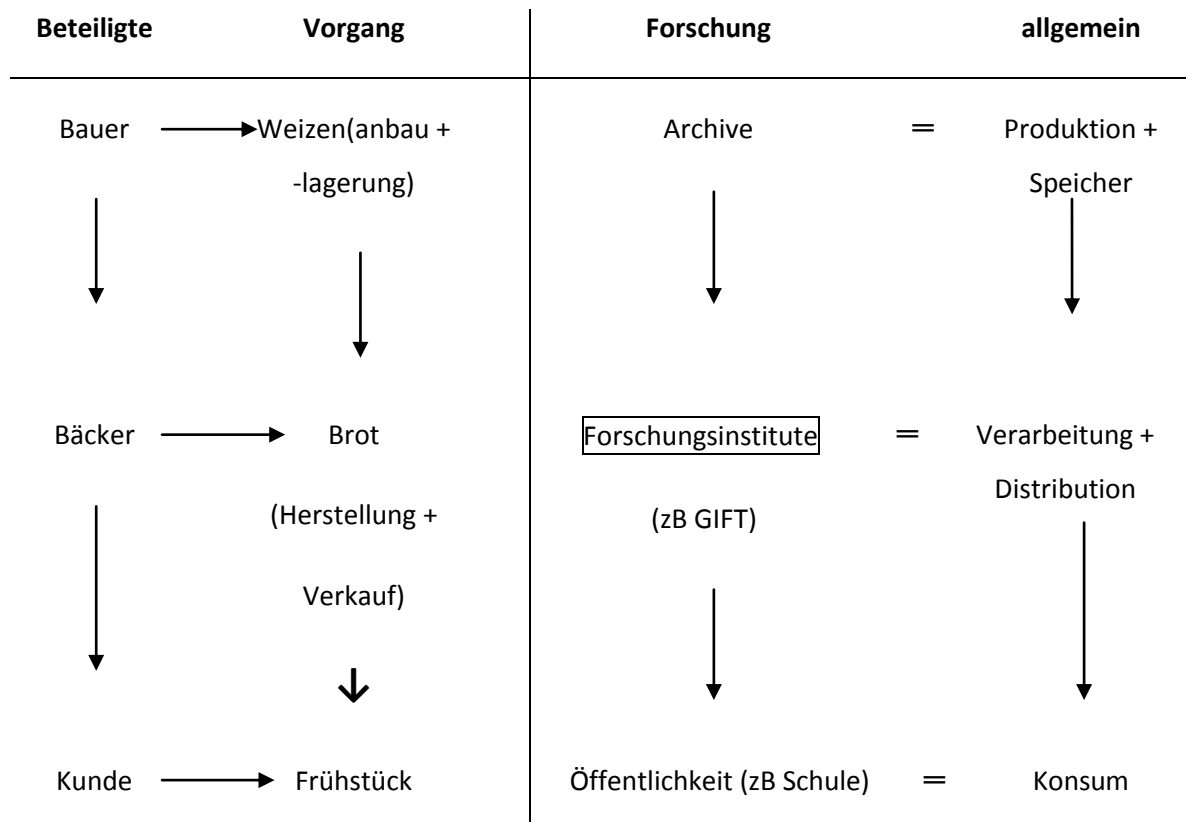 Beteiligte Vorgang Forschung allgemein
Bauer Weizen(anbau + Archive = Produktion +
-lagerung) Speicher
Bäcker Brot Forschungsinstitute = Verarbeitung +
Distribution
(Herstellung + (zB GIFT)
Verkauf)
Kunde Frühstück Öffentlichkeit (zB Schule) = Konsum